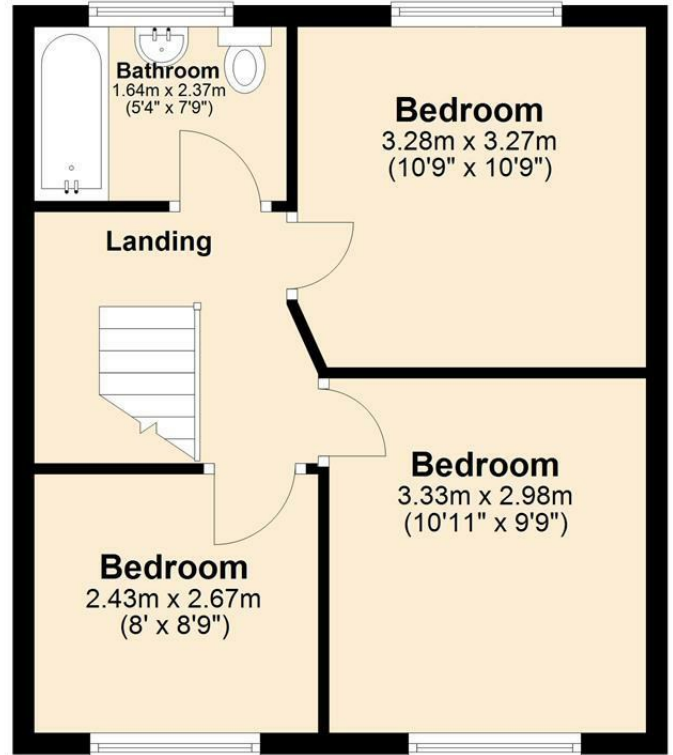 Bathroom
1.64m x 2.37m
(5'4" x 7'9")
Bedroom
3.28m x 3.27m
(10'9" x 10'9")
Landing
Bedroom
3.33m x 2.98m
(10'11" x 9'9")
Bedroom
2.43m x 2.67m
(8' x 8'9")